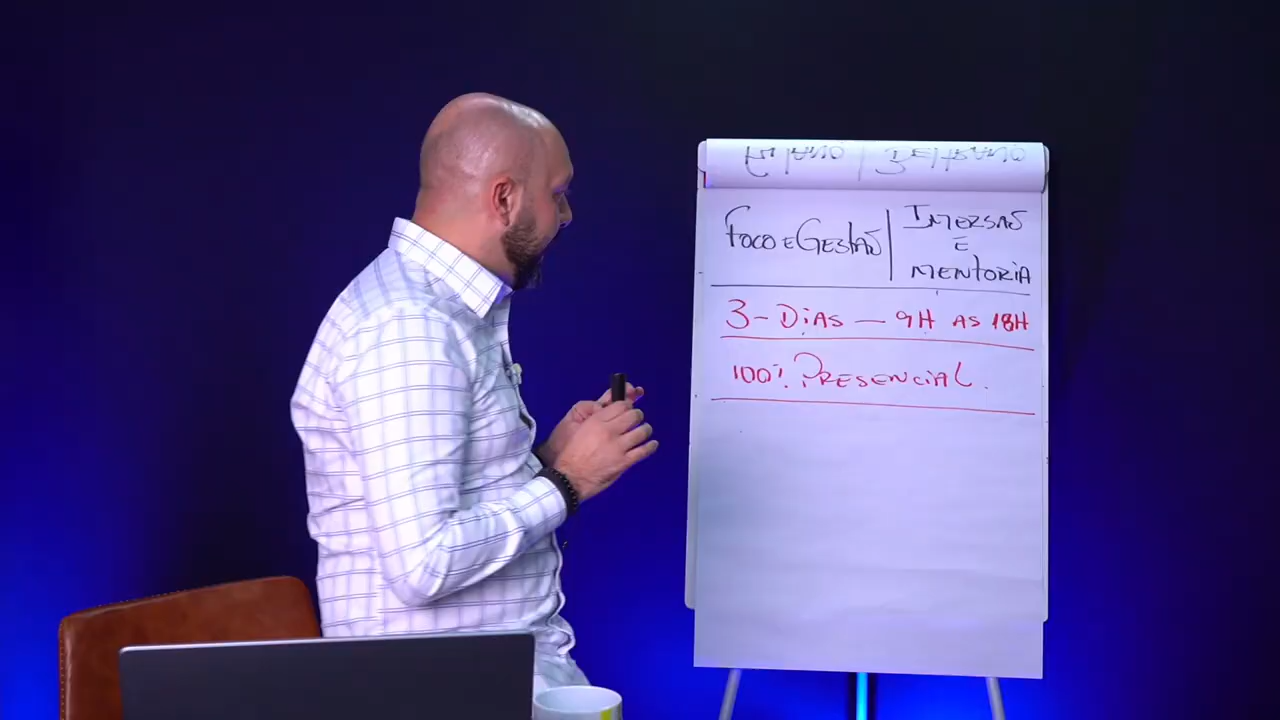 Foco e Gestão | Imersão
e
mentoria
3 - Dias — 9H as 18H
100% Presencial.